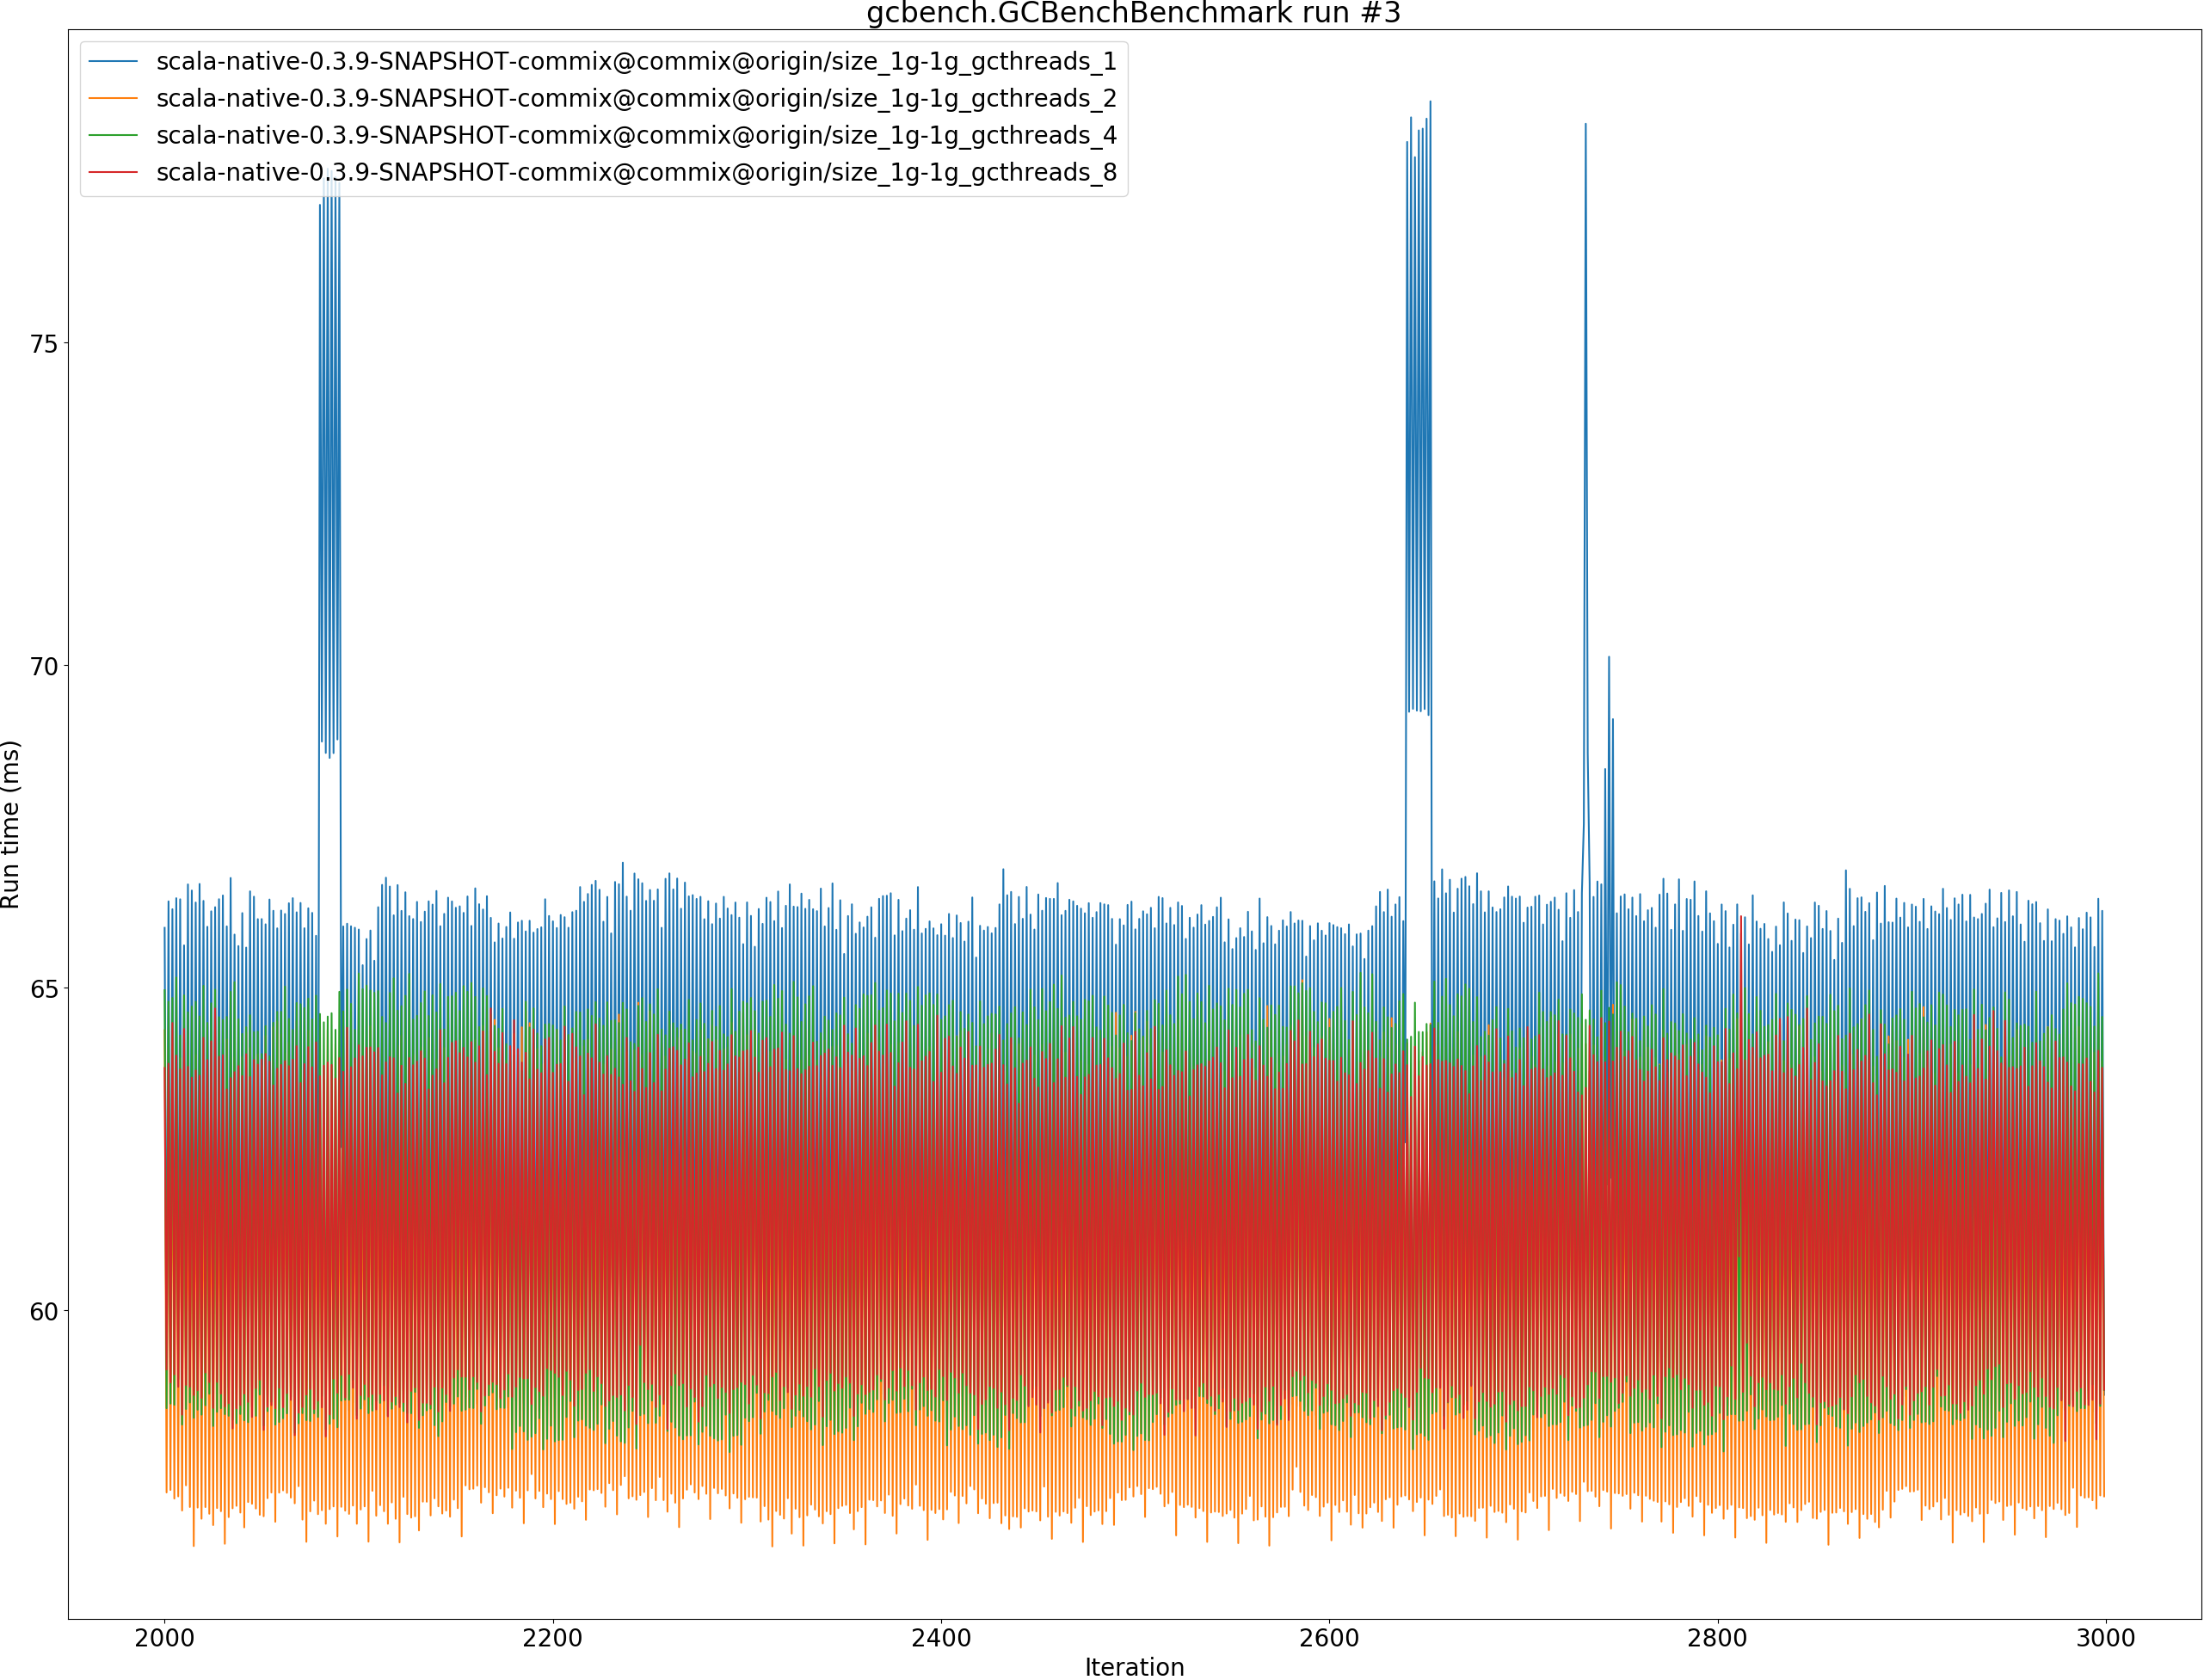 gcbench.GCBenchBenchmark run #3
scala-native-0.3.9-SNAPSHOT-commix@commix@origin/size_1g-1g_gcthreads_1
scala-native-0.3.9-SNAPSHOT-commix@commix@origin/size_1g-1g_gcthreads_2
scala-native-0.3.9-SNAPSHOT-commix@commix@origin/size_1g-1g_gcthreads_4
scala-native-0.3.9-SNAPSHOT-commix@commix@origin/size_1g-1g_gcthreads_8
75
70
65
60
Run time (ms)
2000 2200 2400 2600 2800 3000
Iteration